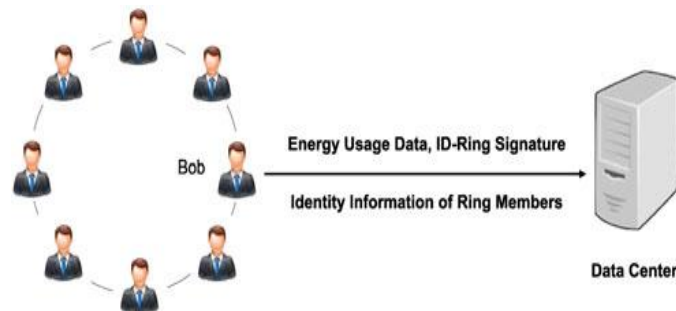 Energy Usage Data, ID-Ring Signature
Bob
Identity Information of Ring Members
Data Center